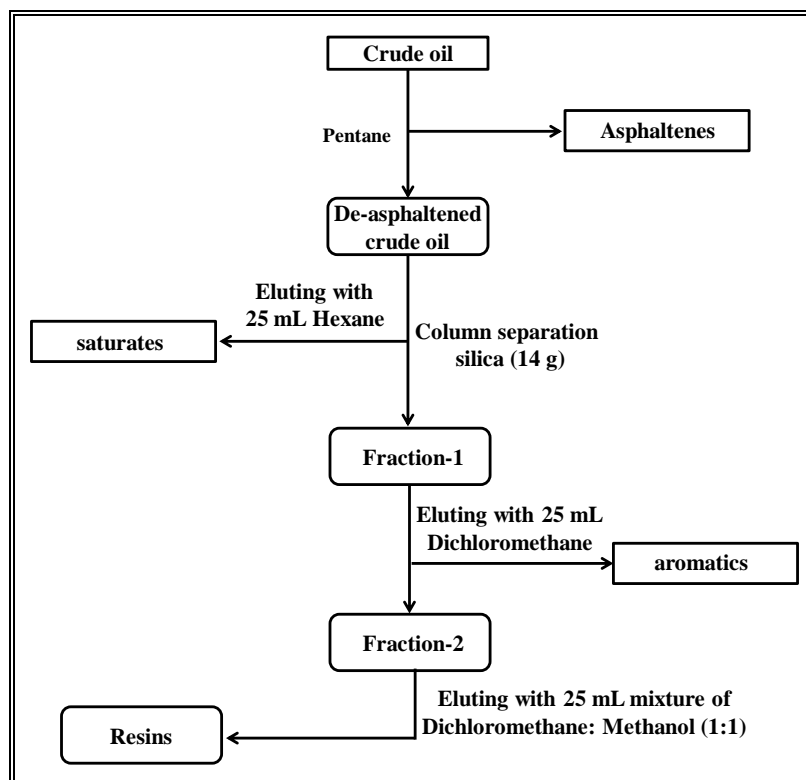 Crude oil
Pentane
Asphaltenes
De-asphaltened
crude oil
Eluting with
25 mL Hexane
saturates
Column separation
silica (14 g)
Fraction-1
Eluting with 25 mL
Dichloromethane
aromatics
Fraction-2
Eluting with 25 mL mixture of
Dichloromethane: Methanol (1:1)
Resins